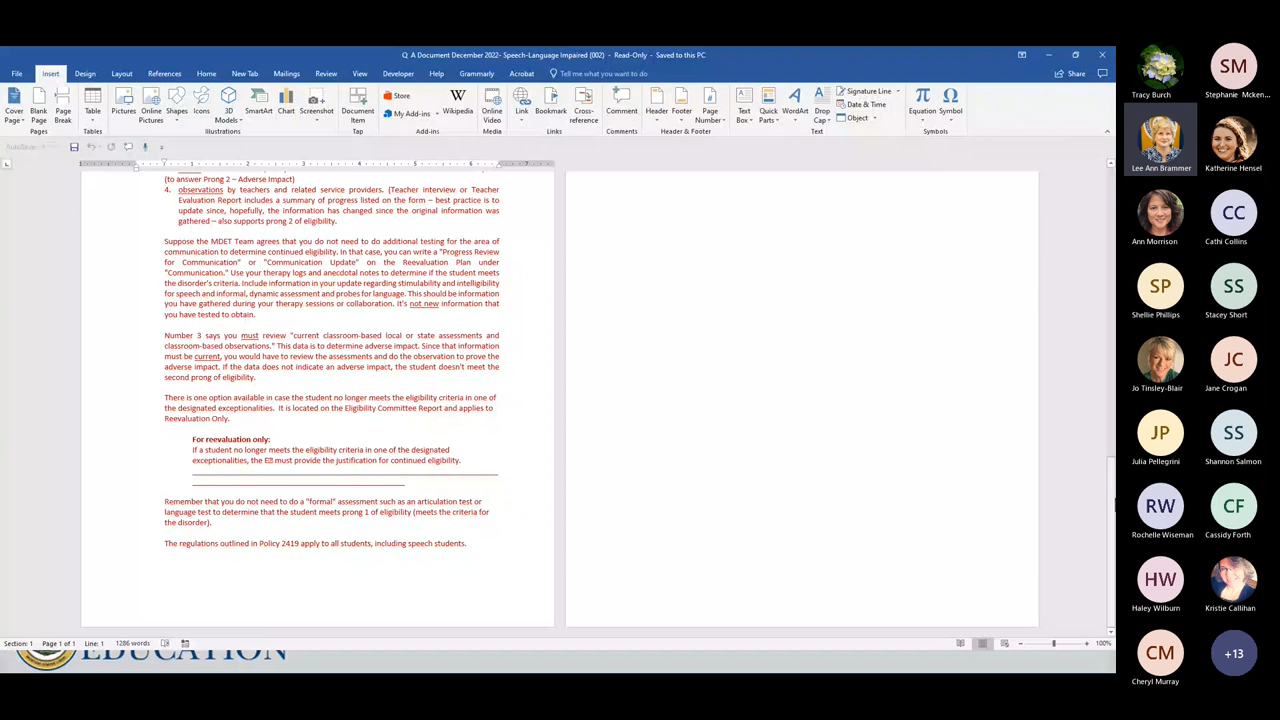 Q A Document December 2022- Speech-Language Impaired (002) - Read-Only - Saved to this PC
File Insert Design Layout References Home New Tab Mailings Review View Developer Help Grammarly Acrobat Tell me what you want to do Share
Cover Page Blank Page Page Break Table Pictures Online Pictures Shapes Icons 3D Models SmartArt Chart Screenshot Document Item Store My Add-ins Wikipedia Online Video Link Bookmark Cross-reference Comment Header Footer Page Number Text Box Quick Parts WordArt Drop Cap Signature Line Date & Time Object Equation Symbol
Pages Tables Illustrations Tap Add-ins Media Links Comments Header & Footer Text Symbols
AutoSave
(to answer Prong 2 – Adverse Impact)
4. observations by teachers and related service providers. (Teacher interview or Teacher
Evaluation Report includes a summary of progress listed on the form – best practice is to
update since, hopefully, the information has changed since the original information was
gathered – also supports prong 2 of eligibility.
Suppose the MDET Team agrees that you do not need to do additional testing for the area of
communication to determine continued eligibility. In that case, you can write a "Progress Review
for Communication" or "Communication Update" on the Reevaluation Plan under
"Communication." Use your therapy logs and anecdotal notes to determine if the student meets
the disorder's criteria. Include information in your update regarding stimulability and intelligibility
for speech and informal, dynamic assessment and probes for language. This should be information
you have gathered during your therapy sessions or collaboration. It's not new information that
you have tested to obtain.
Number 3 says you must review "current classroom-based local or state assessments and
classroom-based observations." This data is to determine adverse impact. Since that information
must be current, you would have to review the assessments and do the observation to prove the
adverse impact. If the data does not indicate an adverse impact, the student doesn't meet the
second prong of eligibility.
There is one option available in case the student no longer meets the eligibility criteria in one of
the designated exceptionalities. It is located on the Eligibility Committee Report and applies to
Reevaluation Only.
For reevaluation only:
If a student no longer meets the eligibility criteria in one of the designated
exceptionalities, the must provide the justification for continued eligibility.
Remember that you do not need to do a "formal" assessment such as an articulation test or
language test to determine that the student meets prong 1 of eligibility (meets the criteria for
the disorder).
The regulations outlined in Policy 2419 apply to all students, including speech students.
Section: 1 Page 1 of 1 Line: 1 1286 words 100%
EDUCATION
Tracy Burch
SM
Stephanie Mcken...
Lee Ann Brammer
Katherine Hensel
Ann Morrison
CC
Cathi Collins
SP
Shellie Phillips
SS
Stacey Short
Jo Tinsley-Blair
JC
Jane Crogan
JP
Julia Pellegrini
SS
Shannon Salmon
RW
Rochelle Wiseman
CF
Cassidy Forth
HW
Haley Wilburn
Kristie Callihan
CM
Cheryl Murray
+13